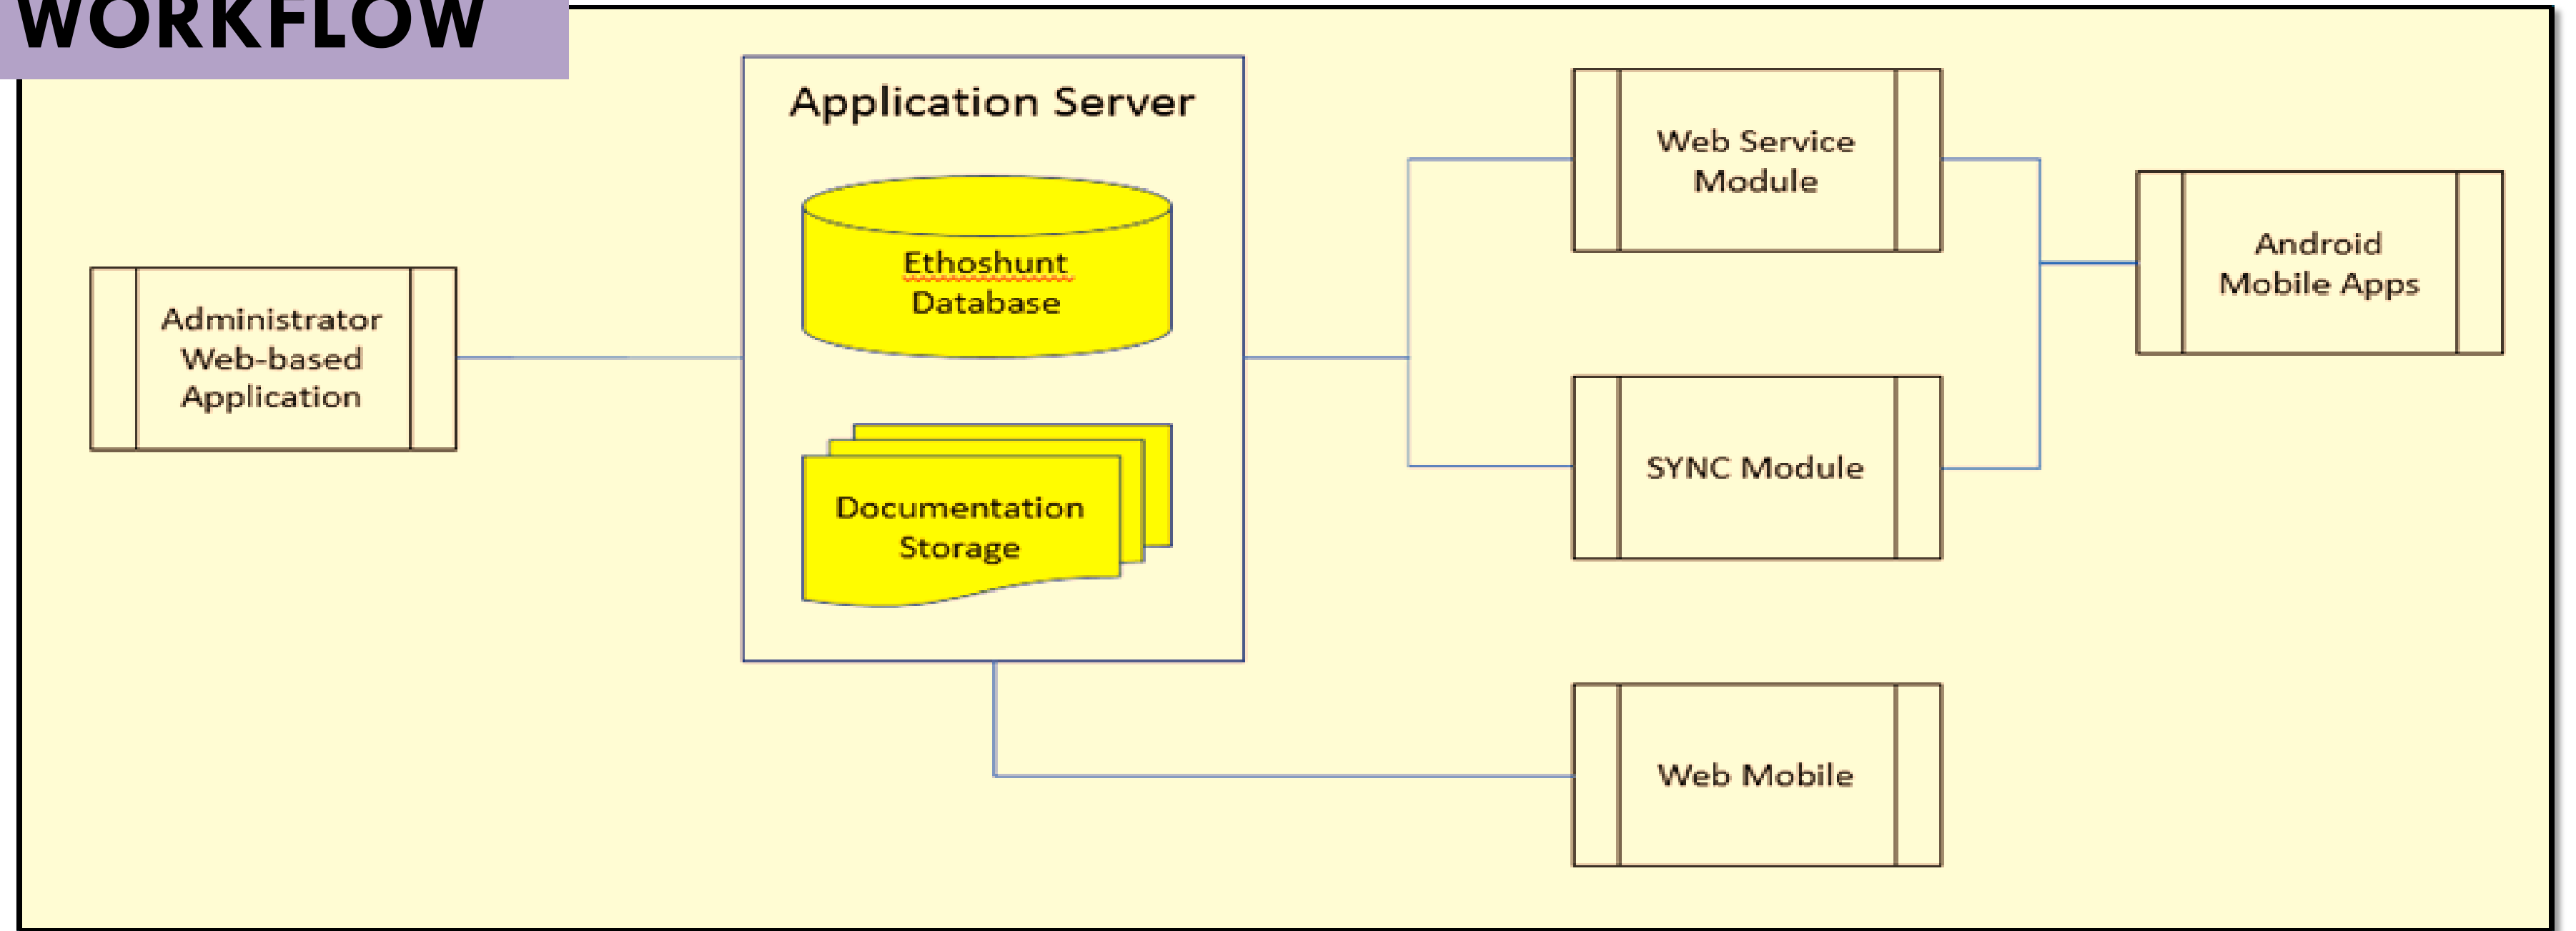 WORKFLOW
Application Server
Ethoshunt
Database
Documentation
Storage
Administrator
Web-based
Application
Web Service
Module
SYNC Module
Web Mobile
Android
Mobile Apps